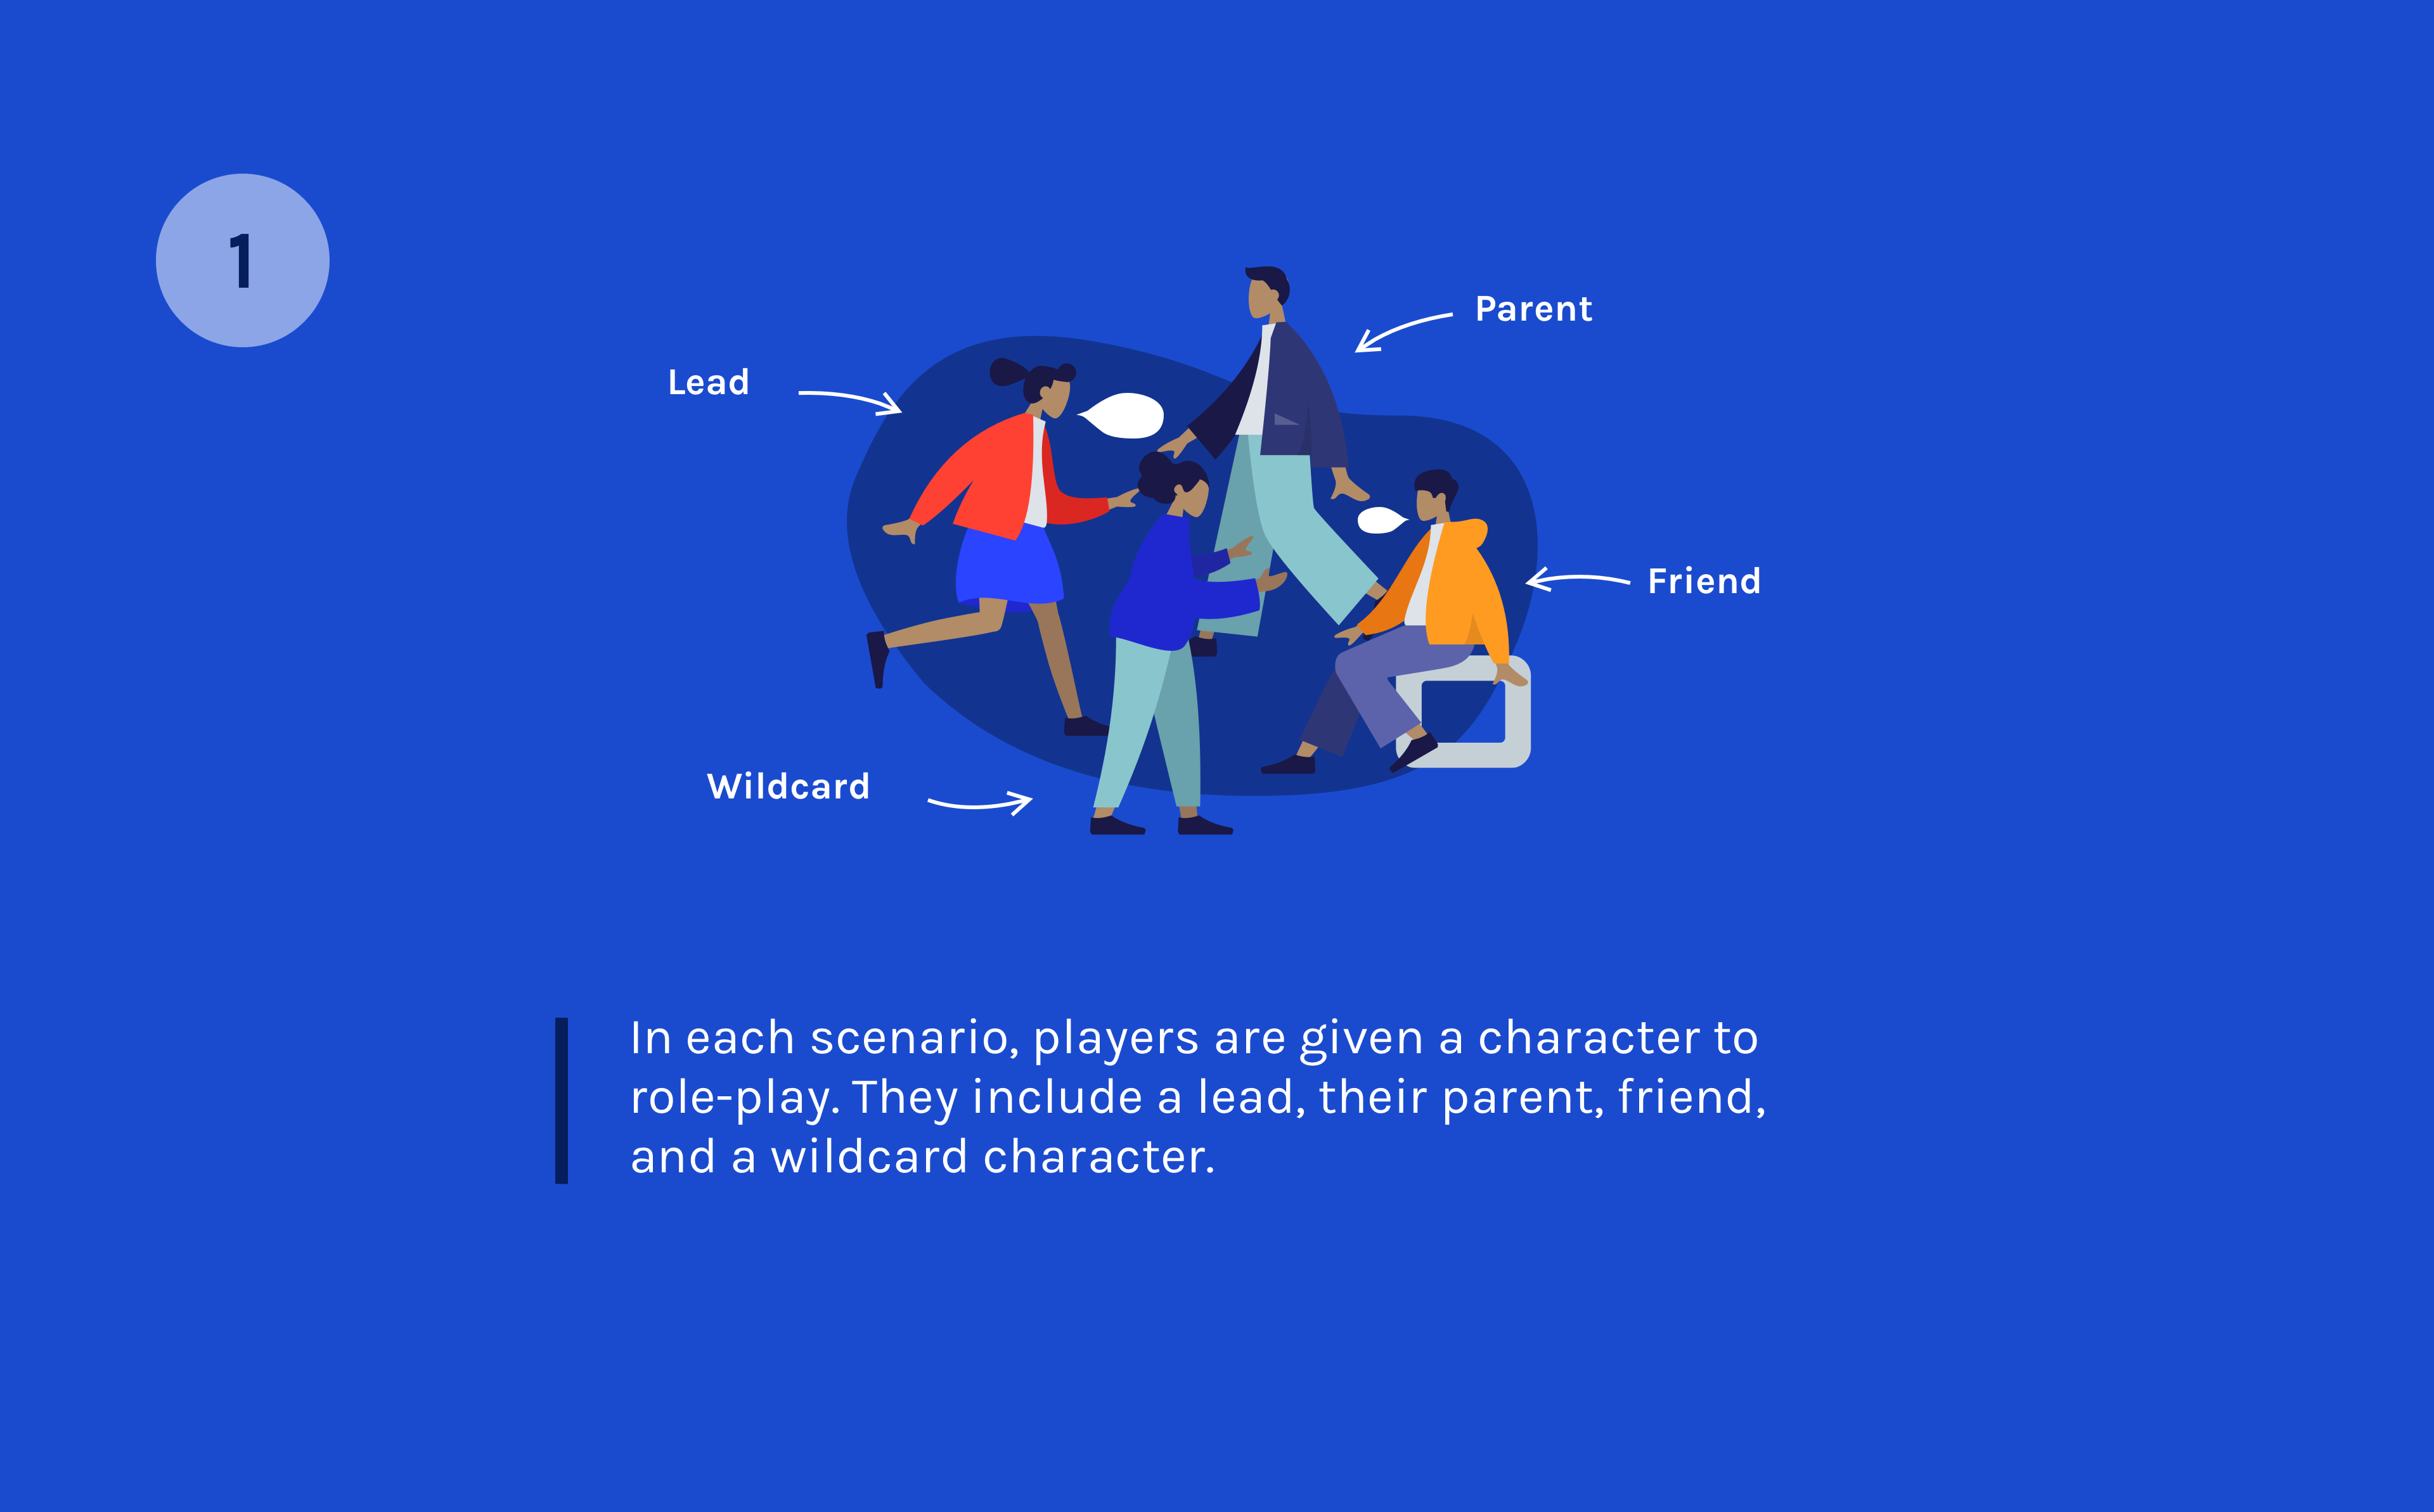 1
Parent
Lead
Friend
Wildcard
In each scenario, players are given a character to
role-play. They include a lead, their parent, friend,
and a wildcard character.